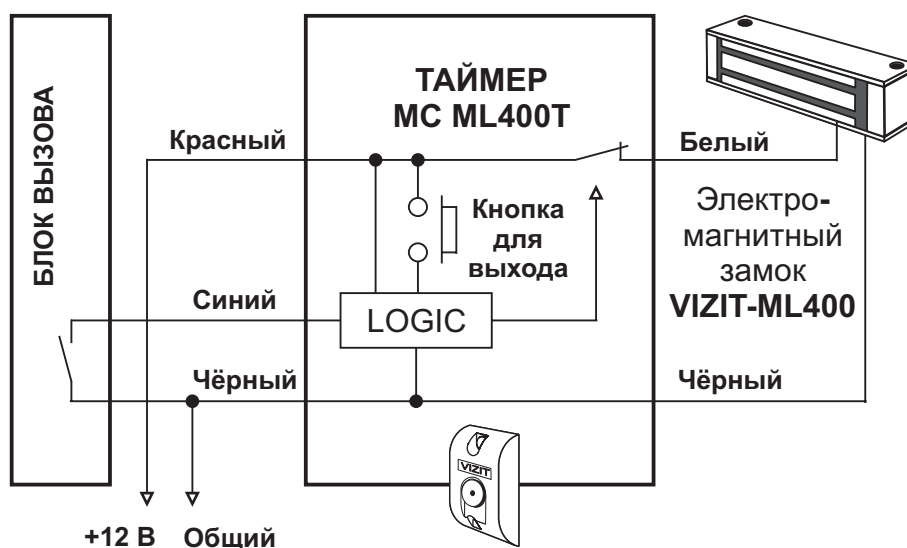 БЛОК ВЫЗОВА
ТАЙМЕР
МС ML400T
Красный
Белый
Кнопка
для
выхода
Электро-
магнитный
замок
VIZIT-ML400
Синий
LOGIC
Чёрный
Чёрный
VIZIT
+12 В
Общий